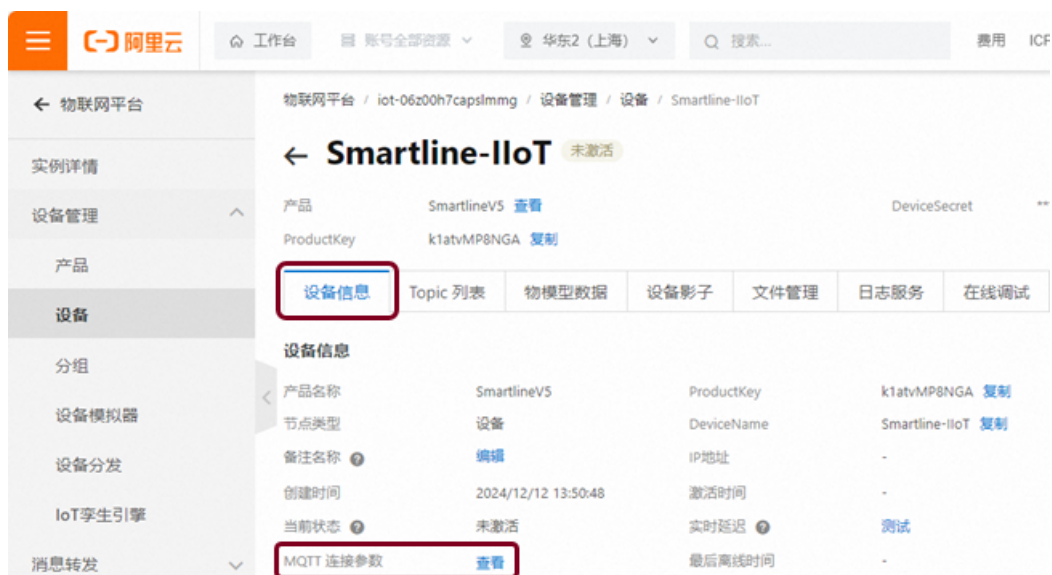 阿里云 工作台 账号全部资源 华东2（上海） 搜索... 费用
物联网平台
物联网平台 / iot-06z00h7capslmmg / 设备管理 / 设备 / Smartline-IIoT
Smartline-IIoT 未激活
实例详情
设备管理
产品 SmartlineV5 查看 DeviceSecret
ProductKey k1atvMP8NGA 复制
产品
设备
分组
设备模拟器
设备分发
IoT孪生引擎
消息转发
设备信息 Topic 列表 物模型数据 设备影子 文件管理 日志服务 在线调试
设备信息
产品名称 SmartlineV5 ProductKey k1atvMP8NGA 复制
节点类型 设备 DeviceName Smartline-IIoT 复制
备注名称 编辑 IP地址 -
创建时间 2024/12/12 13:50:48 激活时间 -
当前状态 未激活 实时延迟 测试
MQTT 连接参数 查看 最后离线时间 -